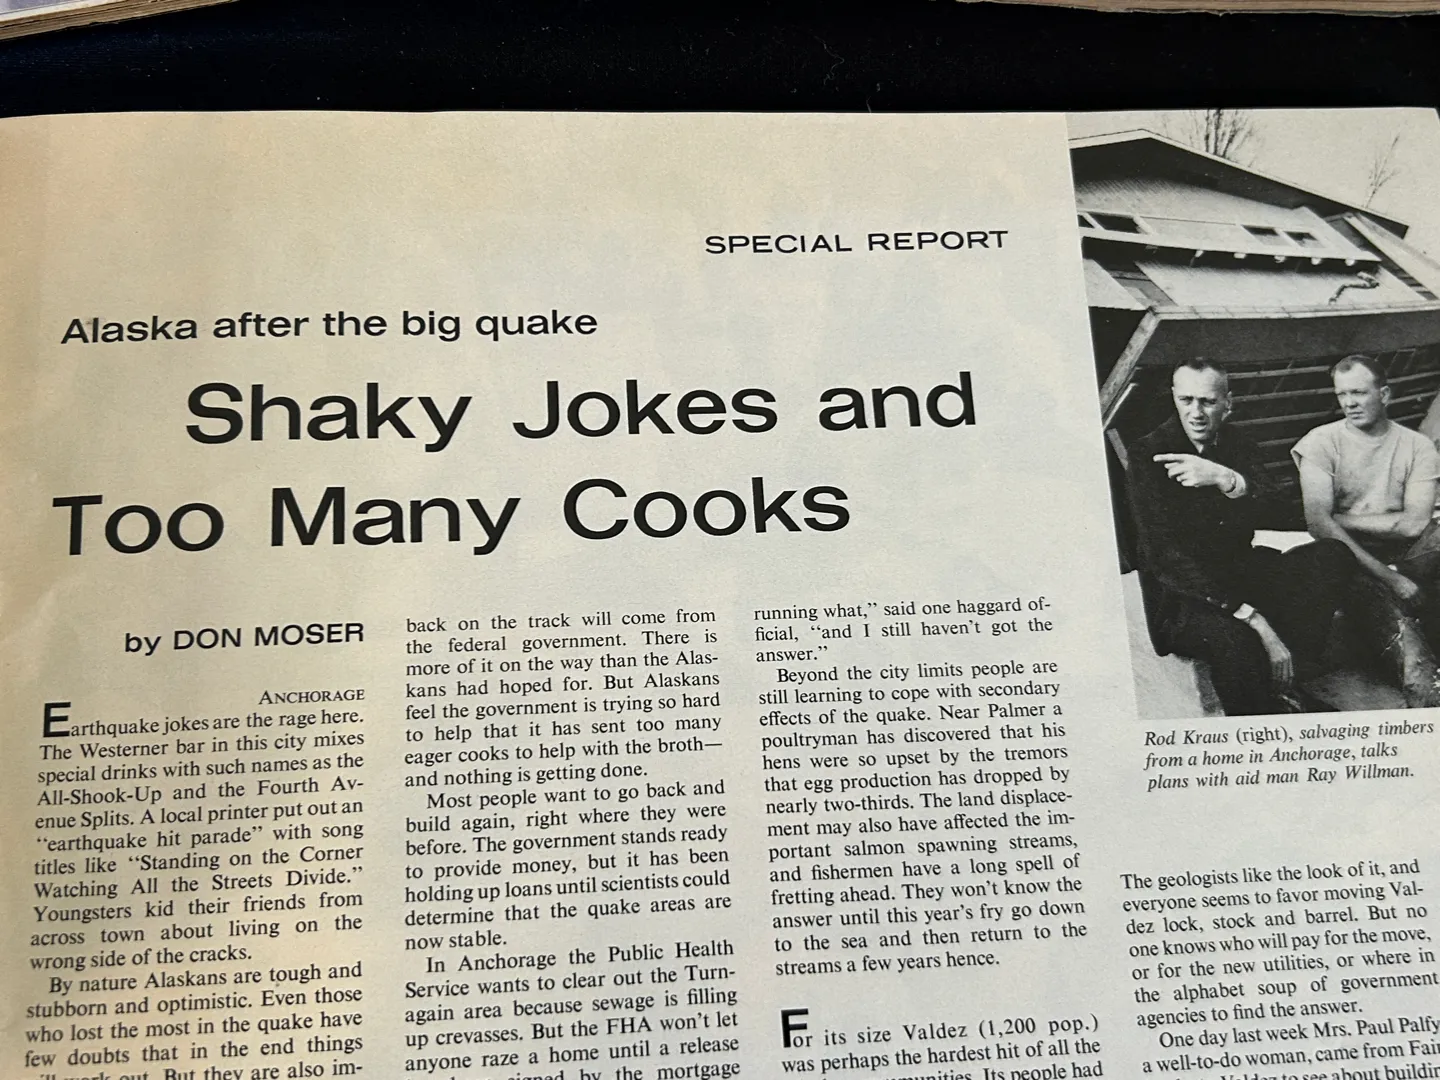 SPECIAL REPORT
Alaska after the big quake
Shaky Jokes and
Too Many Cooks
by DON MOSER
ANCHORAGE
Earthquake jokes are the rage here.
The Westerner bar in this city mixes
special drinks with such names as the
All-Shook-Up and the Fourth Av-
enue Splits. A local printer put out an
“earthquake hit parade” with song
titles like “Standing on the Corner
Watching All the Streets Divide.”
Youngsters kid their friends from
across town about living on the
wrong side of the cracks.
By nature Alaskans are tough and
stubborn and optimistic. Even those
who lost the most in the quake have
few doubts that in the end things
work out. But they are also im-
back on the track will come from
the federal government. There is
more of it on the way than the Alas-
kans had hoped for. But Alaskans
feel the government is trying so hard
to help that it has sent too many
eager cooks to help with the broth—
and nothing is getting done.
Most people want to go back and
build again, right where they were
before. The government stands ready
to provide money, but it has been
holding up loans until scientists could
determine that the quake areas are
now stable.
In Anchorage the Public Health
Service wants to clear out the Turn-
again area because sewage is filling
up crevasses. But the FHA won’t let
anyone raze a home until a release
signed by the mortgage
running what,” said one haggard of-
ficial, “and I still haven’t got the
answer.”
Beyond the city limits people are
still learning to cope with secondary
effects of the quake. Near Palmer a
poultryman has discovered that his
hens were so upset by the tremors
that egg production has dropped by
nearly two-thirds. The land displace-
ment may also have affected the im-
portant salmon spawning streams,
and fishermen have a long spell of
fretting ahead. They won’t know the
answer until this year’s fry go down
to the sea and then return to the
streams a few years hence.
For its size Valdez (1,200 pop.)
was perhaps the hardest hit of all the
Its people had
Rod Kraus (right), salvaging timbers
from a home in Anchorage, talks
plans with aid man Ray Willman.
The geologists like the look of it, and
everyone seems to favor moving Val-
dez lock, stock and barrel. But no
one knows who will pay for the move,
or for the new utilities, or where in
the alphabet soup of government
agencies to find the answer.
One day last week Mrs. Paul Palfy
a well-to-do woman, came from Fair
Valdez to see about buildin